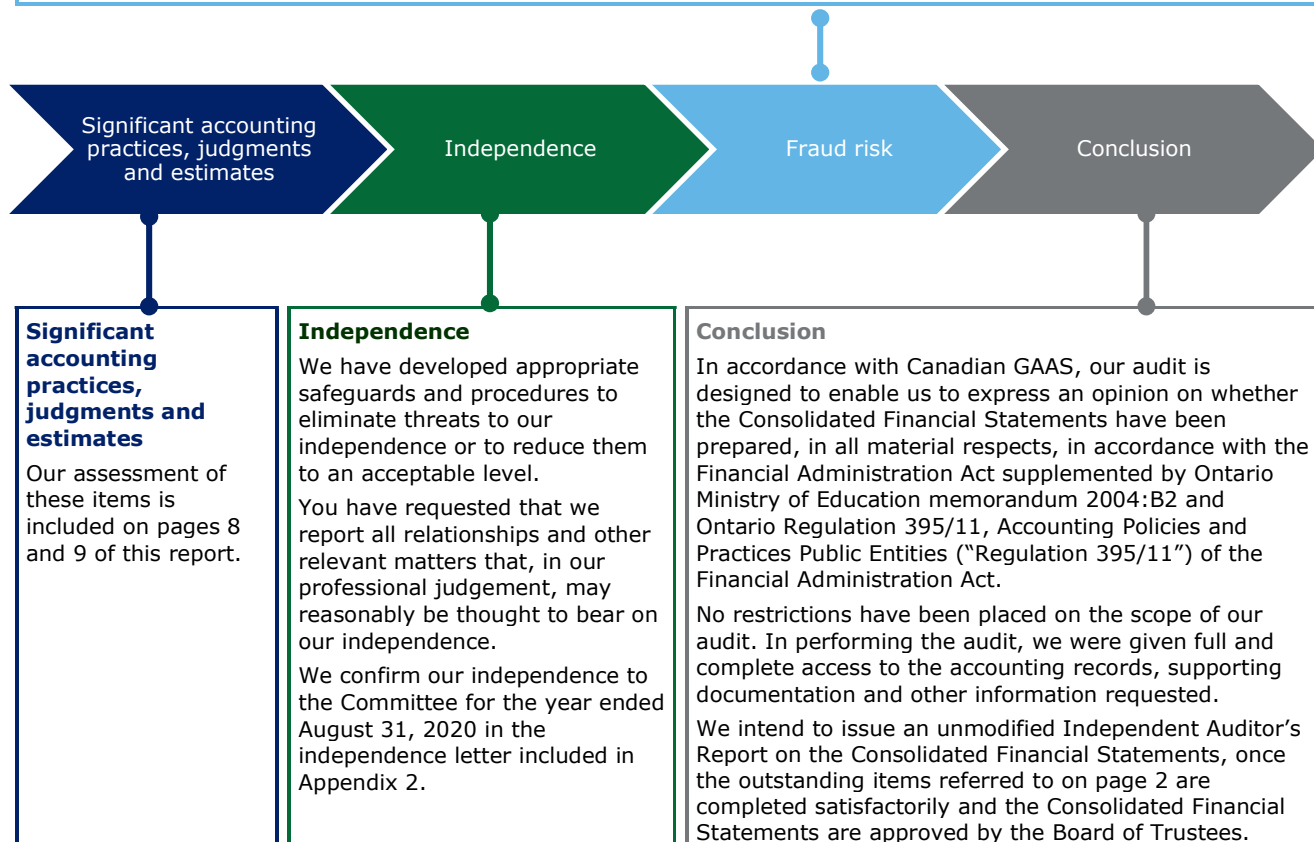 Significant accounting
practices, judgments
and estimates
Independence
Fraud risk
Conclusion
Significant
accounting
practices,
judgments and
estimates
Our assessment of
these items is
included on pages 8
and 9 of this report.
Independence
We have developed appropriate
safeguards and procedures to
eliminate threats to our
independence or to reduce them
to an acceptable level.
You have requested that we
report all relationships and other
relevant matters that, in our
professional judgement, may
reasonably be thought to bear on
our independence.
We confirm our independence to
the Committee for the year ended
August 31, 2020 in the
independence letter included in
Appendix 2.
Conclusion
In accordance with Canadian GAAS, our audit is
designed to enable us to express an opinion on whether
the Consolidated Financial Statements have been
prepared, in all material respects, in accordance with the
Financial Administration Act supplemented by Ontario
Ministry of Education memorandum 2004:B2 and
Ontario Regulation 395/11, Accounting Policies and
Practices Public Entities (“Regulation 395/11”) of the
Financial Administration Act.
No restrictions have been placed on the scope of our
audit. In performing the audit, we were given full and
complete access to the accounting records, supporting
documentation and other information requested.
We intend to issue an unmodified Independent Auditor’s
Report on the Consolidated Financial Statements, once
the outstanding items referred to on page 2 are
completed satisfactorily and the Consolidated Financial
Statements are approved by the Board of Trustees.